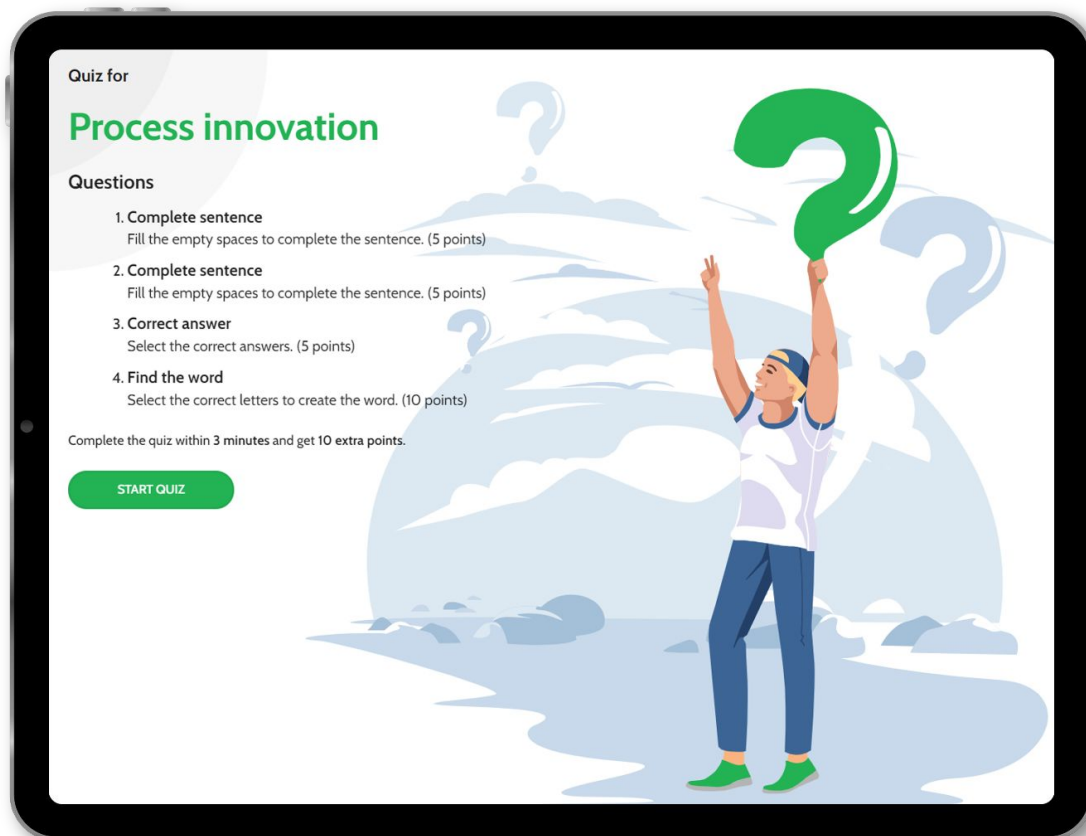 Quiz for
Process innovation
Questions
1. Complete sentence
Fill the empty spaces to complete the sentence. (5 points)
2. Complete sentence
Fill the empty spaces to complete the sentence. (5 points)
3. Correct answer
Select the correct answers. (5 points)
4. Find the word
Select the correct letters to create the word. (10 points)
Complete the quiz within 3 minutes and get 10 extra points.
START QUIZ